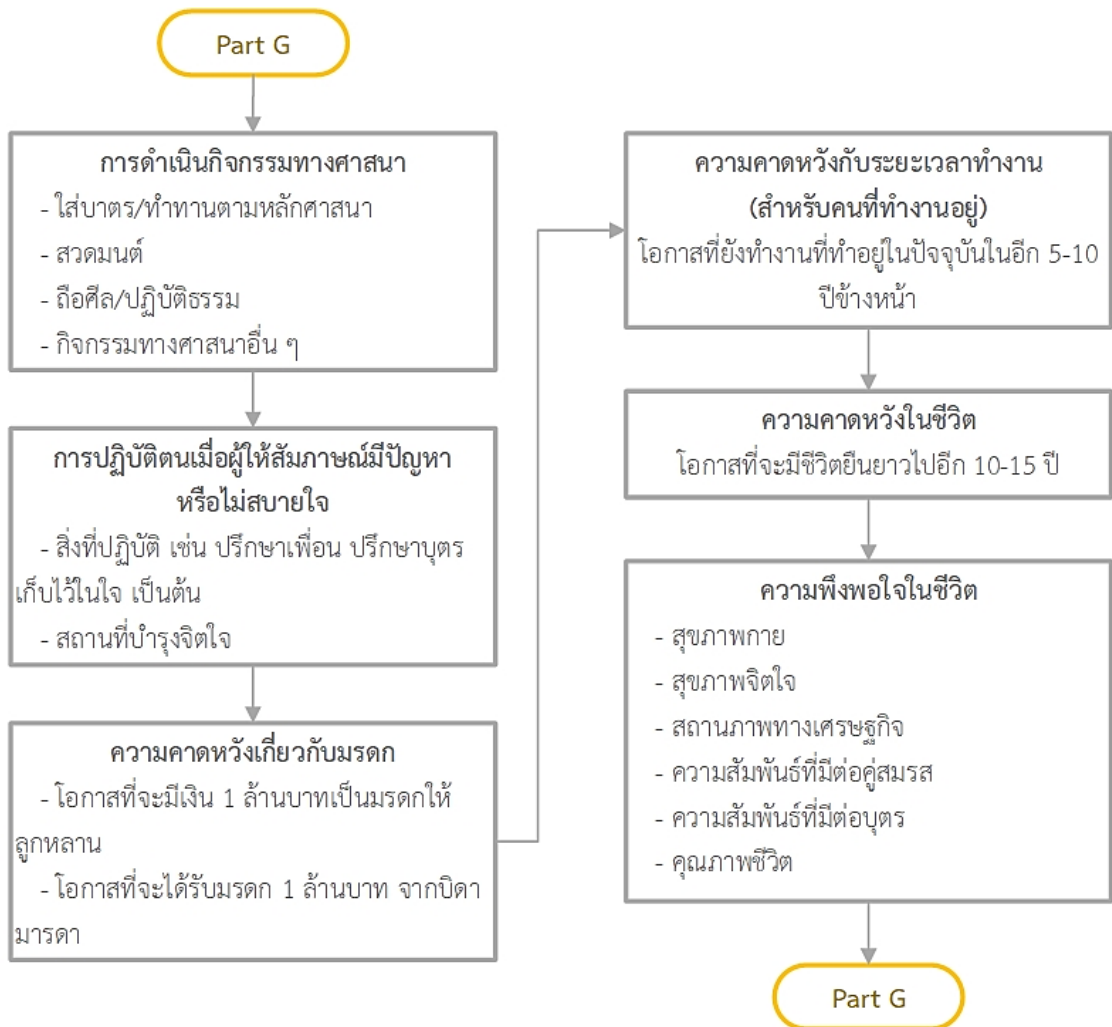 Part G
การดำเนินกิจกรรมทางศาสนา
- ใส่บาตร/ทำทานตามหลักศาสนา
- สวดมนต์
- ถือศีล/ปฏิบัติธรรม
- กิจกรรมทางศาสนาอื่น ๆ
การปฏิบัติตนเมื่อผู้ให้สัมภาษณ์มีปัญหา
หรือไม่สบายใจ
- สิ่งที่ปฏิบัติ เช่น ปรึกษาเพื่อน ปรึกษาบุตร
เก็บไว้ในใจ เป็นต้น
- สถานที่บำรุงจิตใจ
ความคาดหวังเกี่ยวกับมรดก
- โอกาสที่จะมีเงิน 1 ล้านบาทเป็นมรดกให้
ลูกหลาน
- โอกาสที่จะได้รับมรดก 1 ล้านบาท จากบิดา
มารดา
ความคาดหวังกับระยะเวลาทำงาน
(สำหรับคนที่ทำงานอยู่)
โอกาสที่ยังทำงานที่ทำอยู่ในปัจจุบันในอีก 5-10
ปีข้างหน้า
ความคาดหวังในชีวิต
โอกาสที่จะมีชีวิตยืนยาวไปอีก 10-15 ปี
ความพึงพอใจในชีวิต
- สุขภาพกาย
- สุขภาพจิตใจ
- สถานภาพทางเศรษฐกิจ
- ความสัมพันธ์ที่มีต่อคู่สมรส
- ความสัมพันธ์ที่มีต่อบุตร
- คุณภาพชีวิต
Part G